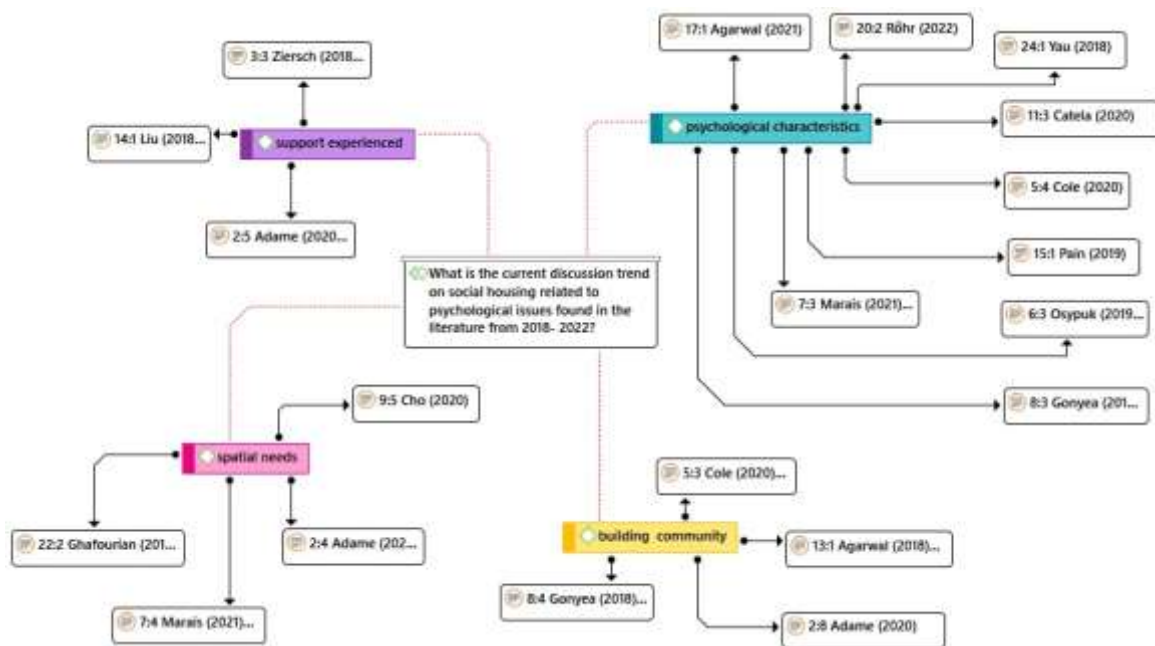 17:1 Agarwal (2021)
20:2 Röhr (2022)
3:3 Ziersch (2018...
24:1 Yau (2018)
11:3 Catela (2020)
psychological characteristics
14:1 Liu (2018...
support experienced
5:4 Cole (2020)
2:5 Adame (2020...
15:1 Pain (2019)
What is the current discussion trend
on social housing related to
psychological issues found in the
literature from 2018- 2022?
7:3 Marais (2021)...
6:3 Osypuk (2019...
9:5 Cho (2020)
8:3 Gonyea (201...
spatial needs
5:3 Cole (2020)...
22:2 Ghafourian (201...
2:4 Adame (202...
building community
13:1 Agarwal (2018)...
8:4 Gonyea (2018)...
7:4 Marais (2021)...
2:8 Adame (2020)